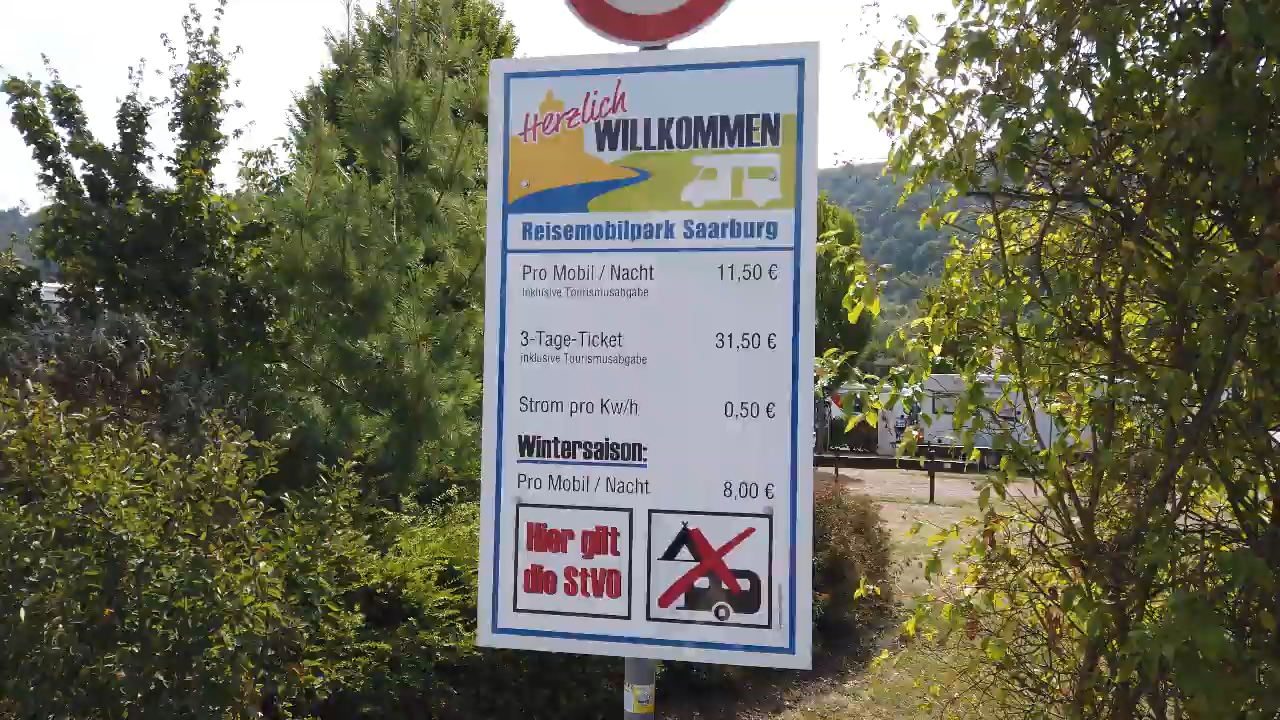 Herzlich
WILLKOMMEN
Reisemobilpark Saarburg
Pro Mobil / Nacht 11,50 €
inklusive Tourismusabgabe
3-Tage-Ticket 31,50 €
inklusive Tourismusabgabe
Strom pro Kw/h 0,50 €
Wintersaison:
Pro Mobil / Nacht 8,00 €
Hier gilt
die StVO